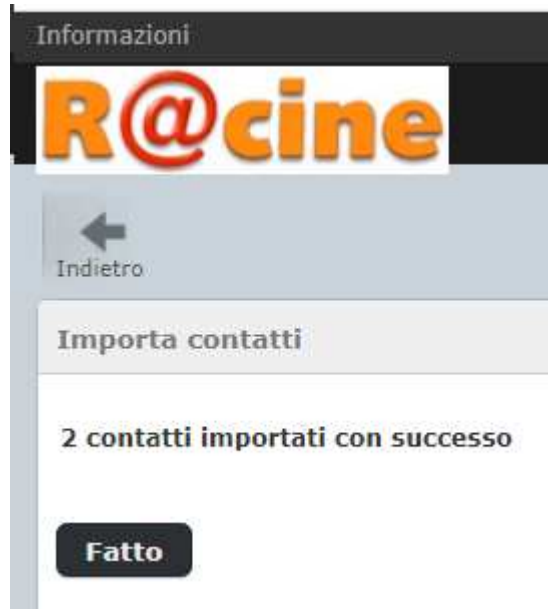 Informazioni
R@cine
Indietro
Importa contatti
2 contatti importati con successo
Fatto